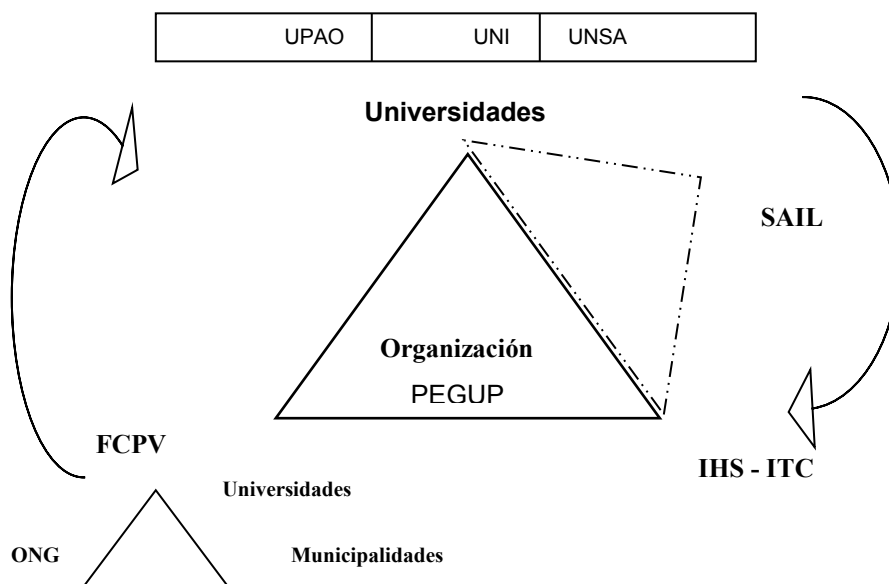 UPAO UNI UNSA
Universidades
SAIL
Organización
PEGUP
FCPV
IHS - ITC
Universidades
ONG Municipalidades